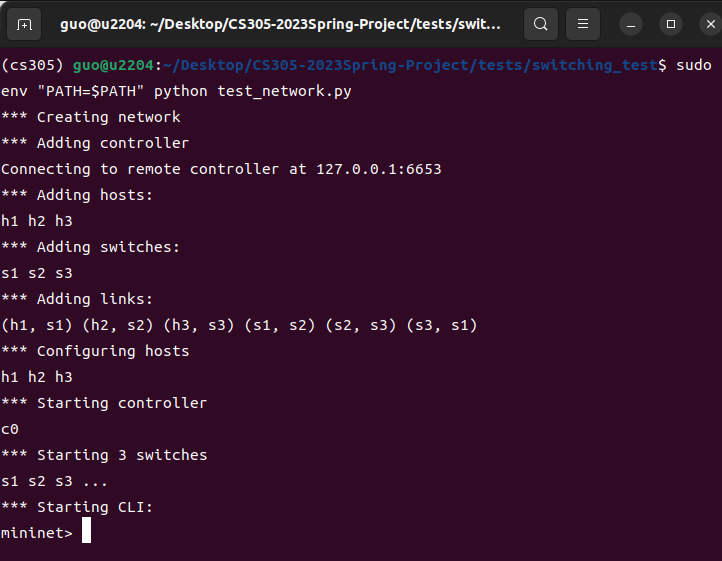 guo@u2204: ~/Desktop/CS305-2023Spring-Project/tests/swit...
(cs305) guo@u2204:~/Desktop/CS305-2023Spring-Project/tests/switching_test$ sudo
env "PATH=$PATH" python test_network.py
*** Creating network
*** Adding controller
Connecting to remote controller at 127.0.0.1:6653
*** Adding hosts:
h1 h2 h3
*** Adding switches:
s1 s2 s3
*** Adding links:
(h1, s1) (h2, s2) (h3, s3) (s1, s2) (s2, s3) (s3, s1)
*** Configuring hosts
h1 h2 h3
*** Starting controller
c0
*** Starting 3 switches
s1 s2 s3 ...
*** Starting CLI:
mininet>